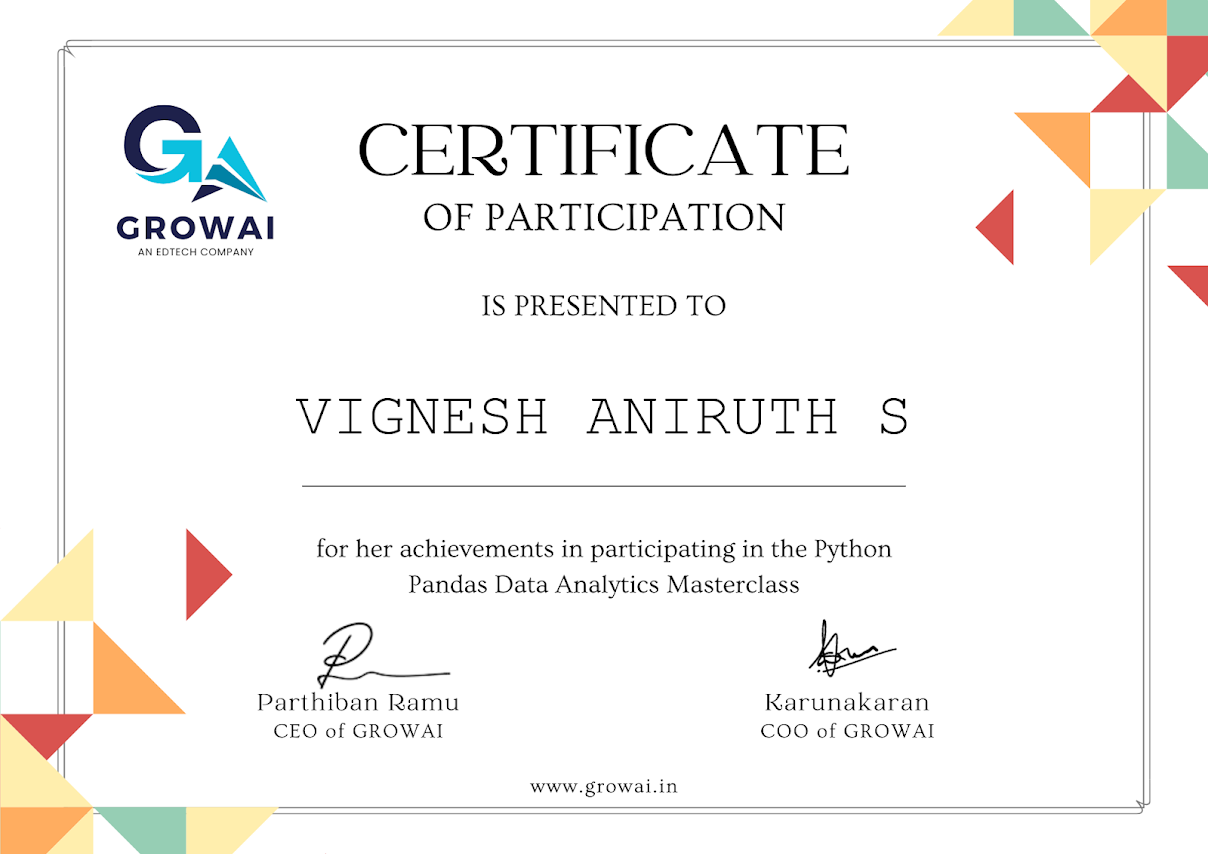 GROWAI
AN EDTECH COMPANY
CERTIFICATE
OF PARTICIPATION
IS PRESENTED TO
VIGNESH ANIRUTH S
for her achievements in participating in the Python
Pandas Data Analytics Masterclass
Parthiban Ramu
CEO of GROWAI
Karunakaran
COO of GROWAI
www.growai.in